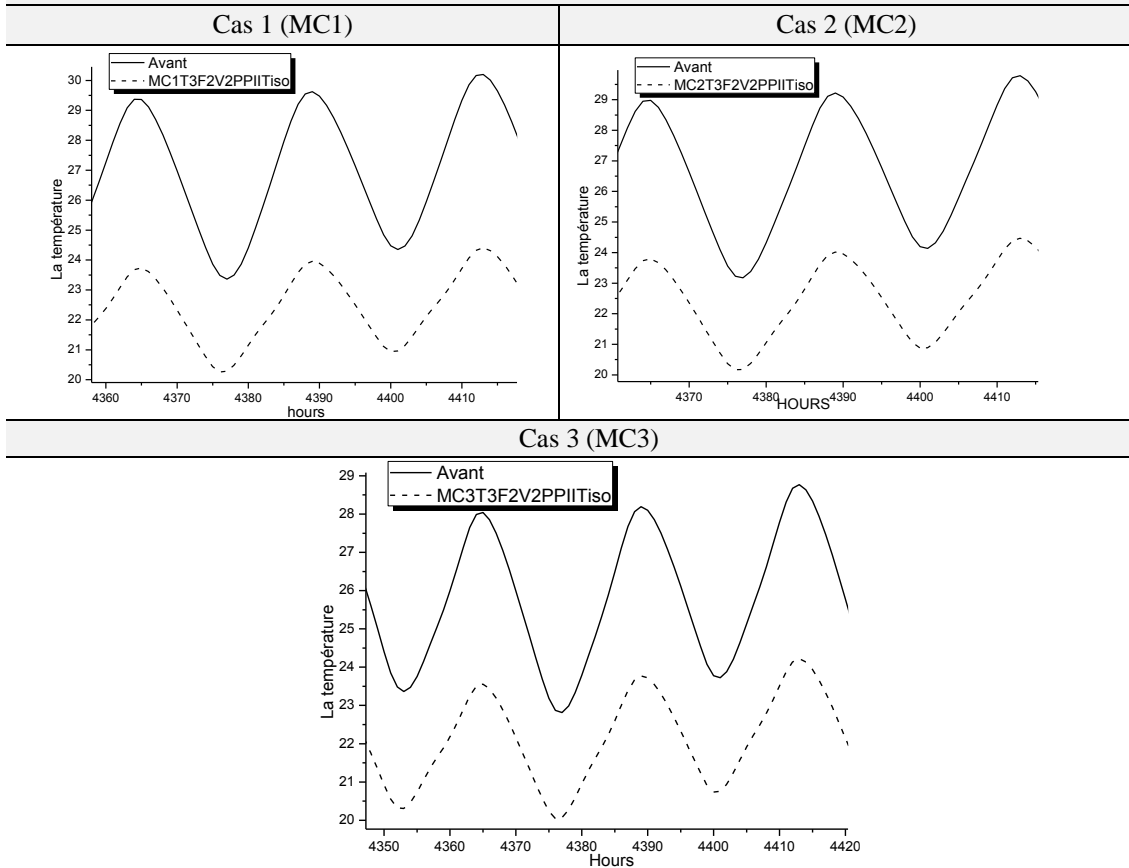 Cas 1 (MC1)
Cas 2 (MC2)
Avant
MC1T3F2V2PPIITiso
La température
30
29
28
27
26
25
24
23
22
21
20
4360 4370 4380 4390 4400 4410
hours
Avant
MC2T3F2V2PPIITiso
La température
29
28
27
26
25
24
23
22
21
20
4370 4380 4390 4400 4410
HOURS
Cas 3 (MC3)
Avant
MC3T3F2V2PPIITiso
La température
29
28
27
26
25
24
23
22
21
20
4350 4360 4370 4380 4390 4400 4410 4420
Hours